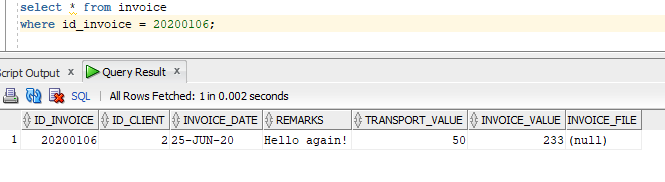 select * from invoice
where id_invoice = 20200106;
Script Output x Query Result x
SQL | All Rows Fetched: 1 in 0.002 seconds
ID_INVOICE ID_CLIENT INVOICE_DATE REMARKS TRANSPORT_VALUE INVOICE_VALUE INVOICE_FILE
1 20200106 2 25-JUN-20 Hello again! 50 233 (null)